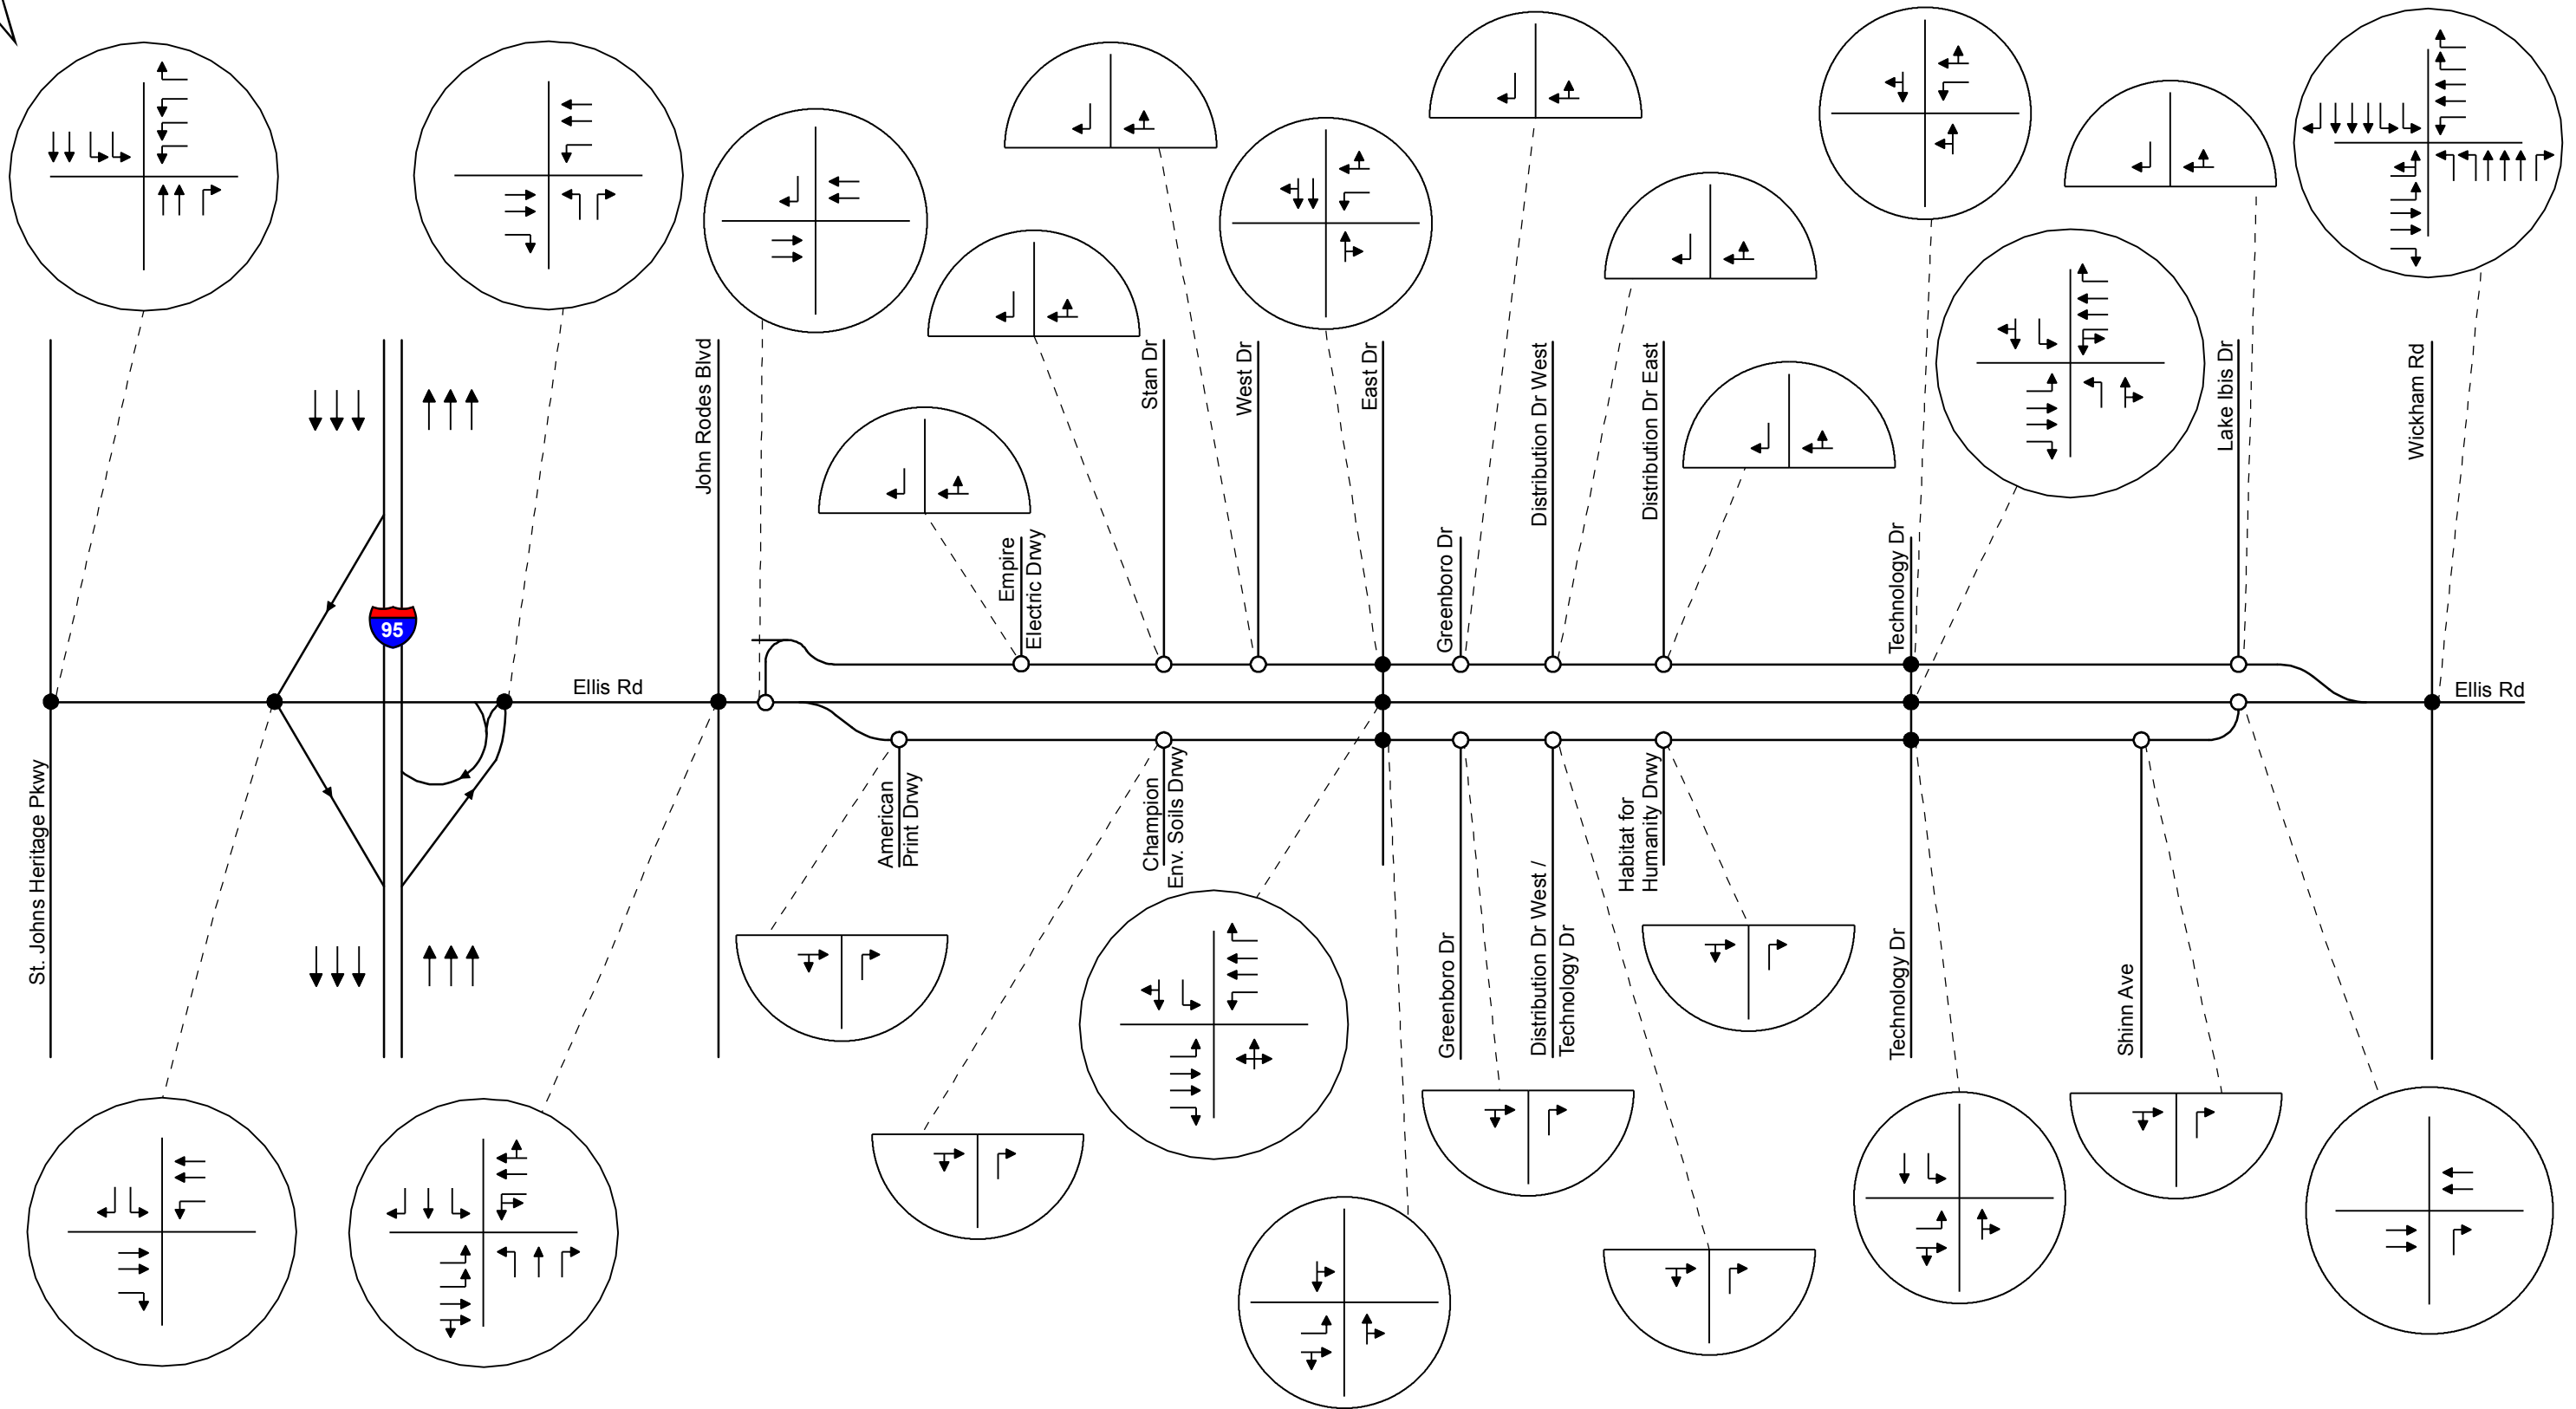 St. Johns Heritage Pkwy
95
Ellis Rd
John Rodes Blvd
Empire
Electric Drwy
Stan Dr
West Dr
East Dr
Greenboro Dr
Distribution Dr West
Distribution Dr East
Technology Dr
Lake Ibis Dr
Wickham Rd
Ellis Rd
American
Print Drwy
Champion
Env. Soils Drwy
Greenboro Dr
Distribution Dr West /
Technology Dr
Habitat for
Humanity Drwy
Technology Dr
Shinn Ave